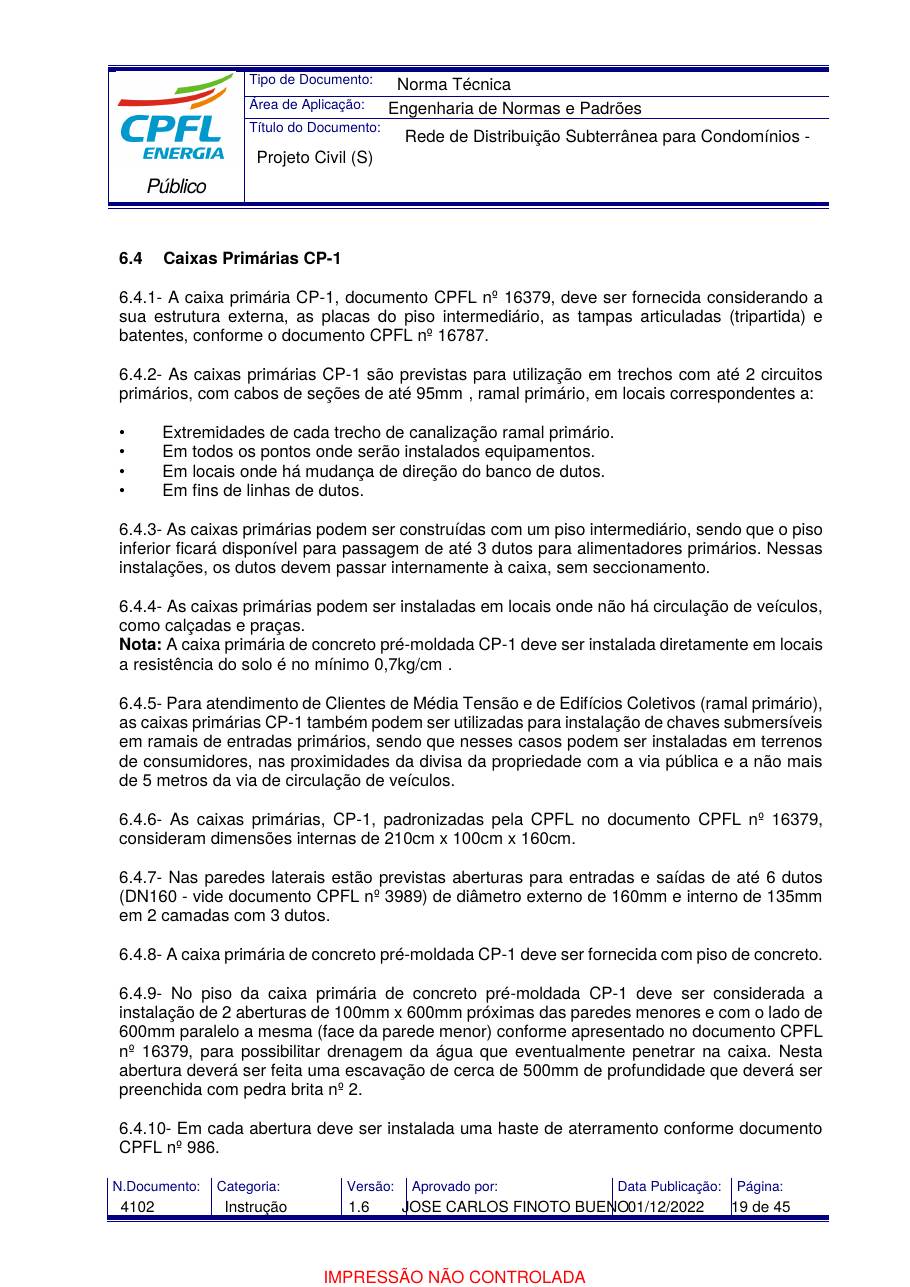 CPFL
ENERGIA
Público
Tipo de Documento: Norma Técnica
Área de Aplicação: Engenharia de Normas e Padrões
Título do Documento: Rede de Distribuição Subterrânea para Condomínios -
Projeto Civil (S)
6.4 Caixas Primárias CP-1
6.4.1- A caixa primária CP-1, documento CPFL nº 16379, deve ser fornecida considerando a
sua estrutura externa, as placas do piso intermediário, as tampas articuladas (tripartida) e
batentes, conforme o documento CPFL nº 16787.
6.4.2- As caixas primárias CP-1 são previstas para utilização em trechos com até 2 circuitos
primários, com cabos de seções de até 95mm , ramal primário, em locais correspondentes a:
• Extremidades de cada trecho de canalização ramal primário.
• Em todos os pontos onde serão instalados equipamentos.
• Em locais onde há mudança de direção do banco de dutos.
• Em fins de linhas de dutos.
6.4.3- As caixas primárias podem ser construídas com um piso intermediário, sendo que o piso
inferior ficará disponível para passagem de até 3 dutos para alimentadores primários. Nessas
instalações, os dutos devem passar internamente à caixa, sem seccionamento.
6.4.4- As caixas primárias podem ser instaladas em locais onde não há circulação de veículos,
como calçadas e praças.
Nota: A caixa primária de concreto pré-moldada CP-1 deve ser instalada diretamente em locais
a resistência do solo é no mínimo 0,7kg/cm .
6.4.5- Para atendimento de Clientes de Média Tensão e de Edifícios Coletivos (ramal primário),
as caixas primárias CP-1 também podem ser utilizadas para instalação de chaves submersíveis
em ramais de entradas primários, sendo que nesses casos podem ser instaladas em terrenos
de consumidores, nas proximidades da divisa da propriedade com a via pública e a não mais
de 5 metros da via de circulação de veículos.
6.4.6- As caixas primárias, CP-1, padronizadas pela CPFL no documento CPFL nº 16379,
consideram dimensões internas de 210cm x 100cm x 160cm.
6.4.7- Nas paredes laterais estão previstas aberturas para entradas e saídas de até 6 dutos
(DN160 - vide documento CPFL nº 3989) de diâmetro externo de 160mm e interno de 135mm
em 2 camadas com 3 dutos.
6.4.8- A caixa primária de concreto pré-moldada CP-1 deve ser fornecida com piso de concreto.
6.4.9- No piso da caixa primária de concreto pré-moldada CP-1 deve ser considerada a
instalação de 2 aberturas de 100mm x 600mm próximas das paredes menores e com o lado de
600mm paralelo a mesma (face da parede menor) conforme apresentado no documento CPFL
nº 16379, para possibilitar drenagem da água que eventualmente penetrar na caixa. Nesta
abertura deverá ser feita uma escavação de cerca de 500mm de profundidade que deverá ser
preenchida com pedra brita nº 2.
6.4.10- Em cada abertura deve ser instalada uma haste de aterramento conforme documento
CPFL nº 986.
N.Documento: Categoria: Versão: Aprovado por: Data Publicação: Página:
4102 Instrução 1.6 JOSE CARLOS FINOTO BUENO 01/12/2022 19 de 45
IMPRESSÃO NÃO CONTROLADA